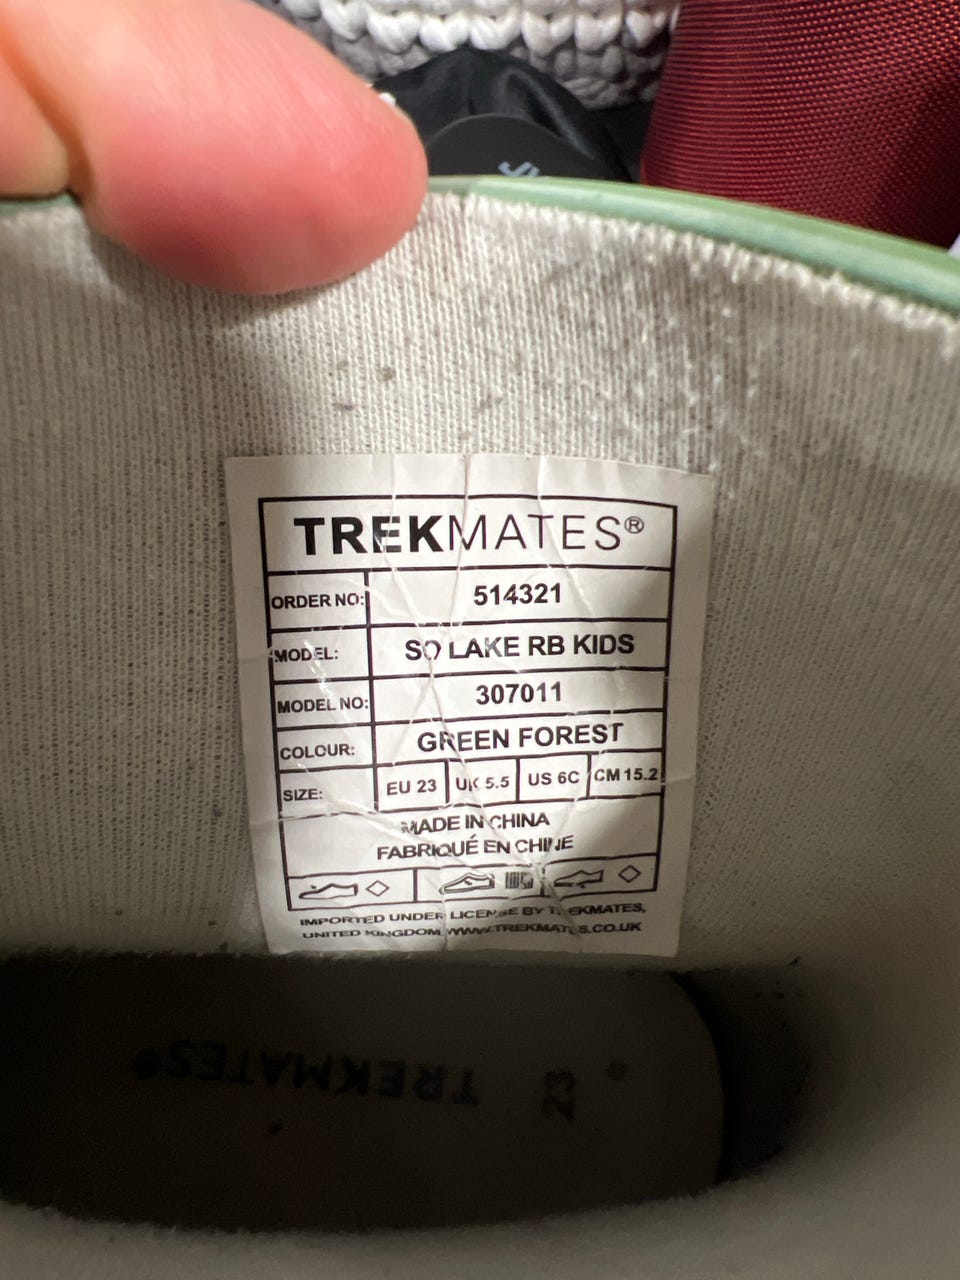 TREKMATES®
ORDER NO: 514321
MODEL: SO LAKE RB KIDS
MODEL NO: 307011
COLOUR: GREEN FOREST
SIZE: EU 23 UK 5.5 US 6C CM 15.2
MADE IN CHINA
FABRIQUÉ EN CHINE
IMPORTED UNDER LICENSE BY TREKMATES,
UNITED KINGDOM. WWW.TREKMATES.CO.UK
TREKMATES® 23